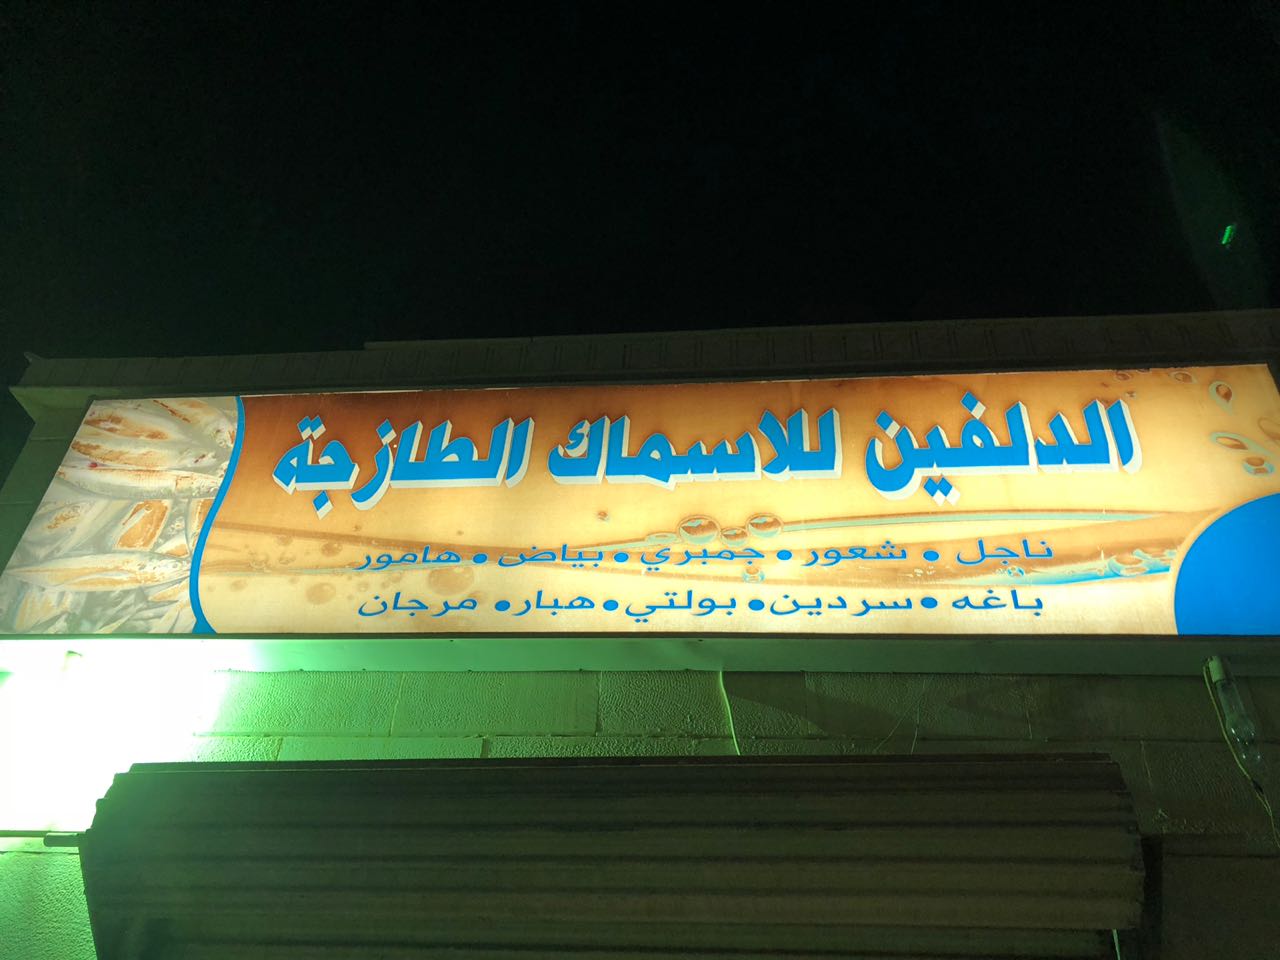 الدلفين للاسماك الطازجة
ناجل • شعور • جمبري • بياض • هامور
باغه • سردين • بولتي • هبار • مرجان